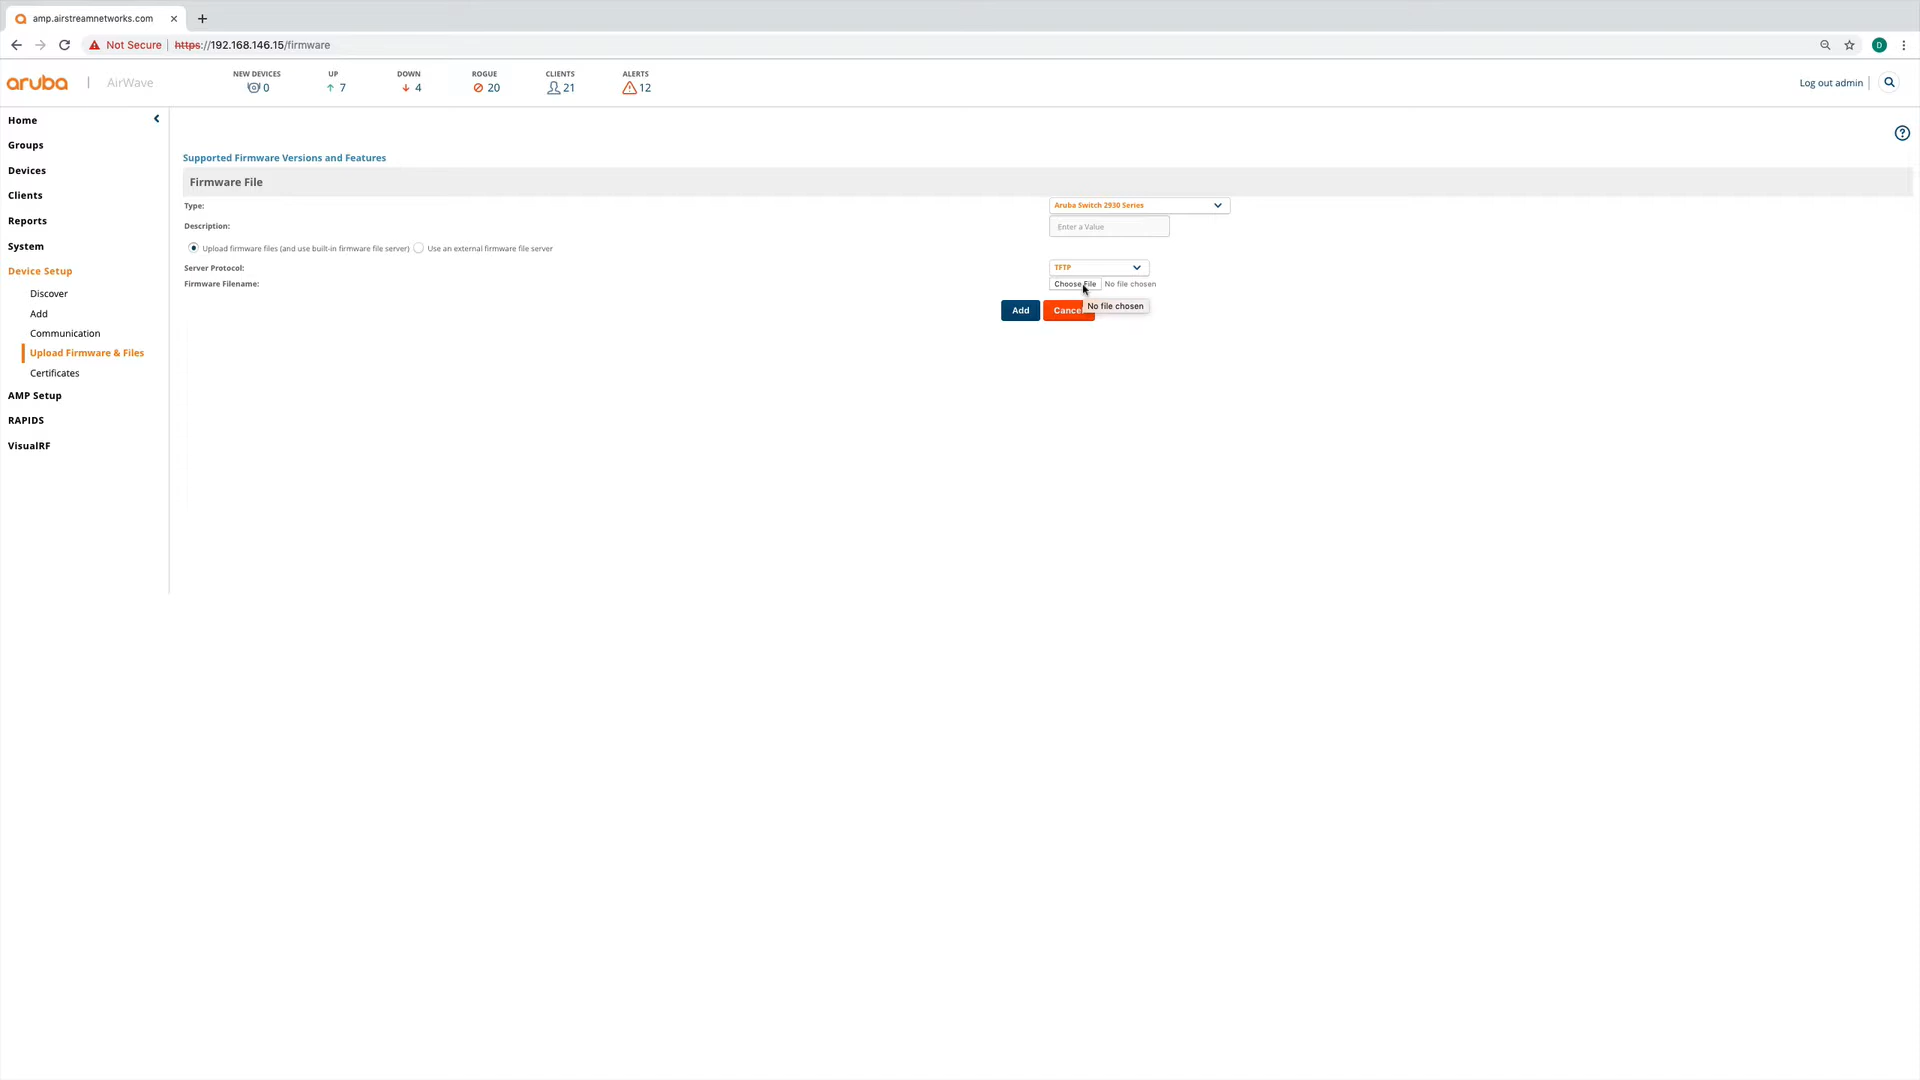 amp.airstreamnetworks.com
Not Secure https://192.168.146.15/firmware
D
aruba | AirWave
NEW DEVICES UP DOWN ROGUE CLIENTS ALERTS
0 7 4 20 21 12
Log out admin
Home
Groups
Devices
Clients
Reports
System
Device Setup
Discover
Add
Communication
Upload Firmware & Files
Certificates
AMP Setup
RAPIDS
VisualRF
Supported Firmware Versions and Features
Firmware File
Type: Aruba Switch 2930 Series
Description: Enter a Value
Upload firmware files (and use built-in firmware file server) Use an external firmware file server
Server Protocol: TFTP
Firmware Filename: Choose File No file chosen
Add Cancel No file chosen